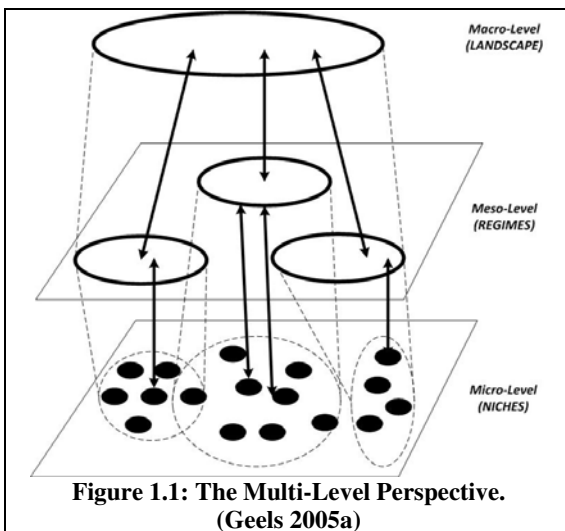 Macro-Level
(LANDSCAPE)
Meso-Level
(REGIMES)
Micro-Level
(NICHES)
Figure 1.1: The Multi-Level Perspective.
(Geels 2005a)